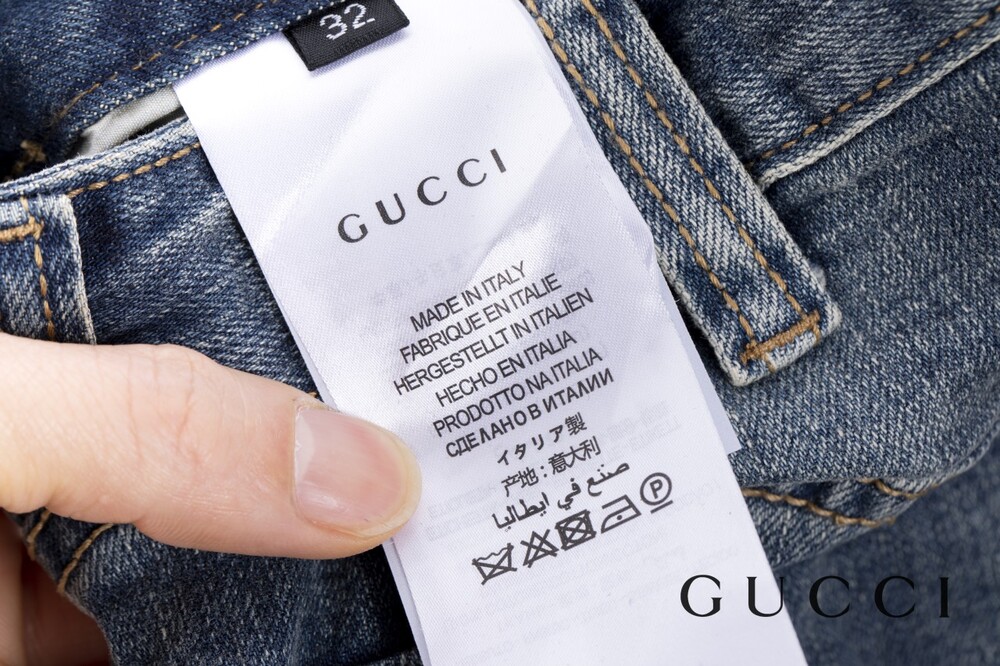 32
GUCCI
MADE IN ITALY
FABRIQUE EN ITALIE
HERGESTELLT IN ITALIEN
HECHO EN ITALIA
PRODOTTO NA ITALIA
СДЕЛАНО В ИТАЛИИ
イタリア製
产地：意大利
صنع في ايطاليا
P
GUCCI